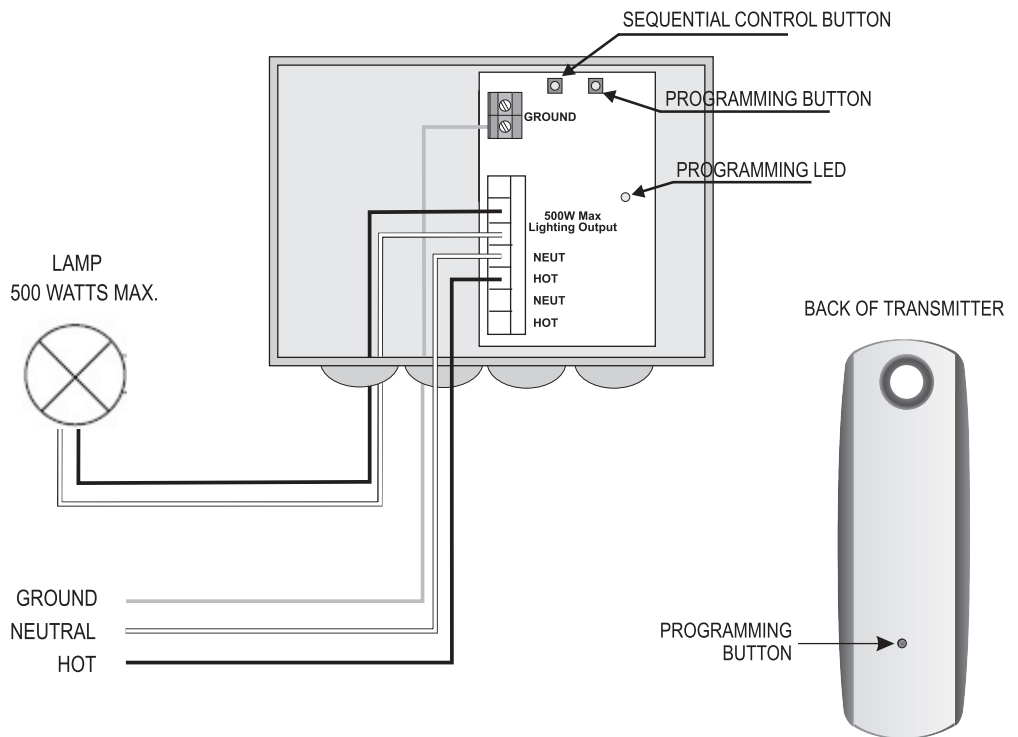 SEQUENTIAL CONTROL BUTTON
PROGRAMMING BUTTON
GROUND
PROGRAMMING LED
500W Max
Lighting Output
NEUT
HOT
NEUT
HOT
LAMP
500 WATTS MAX.
BACK OF TRANSMITTER
GROUND
NEUTRAL
HOT
PROGRAMMING
BUTTON